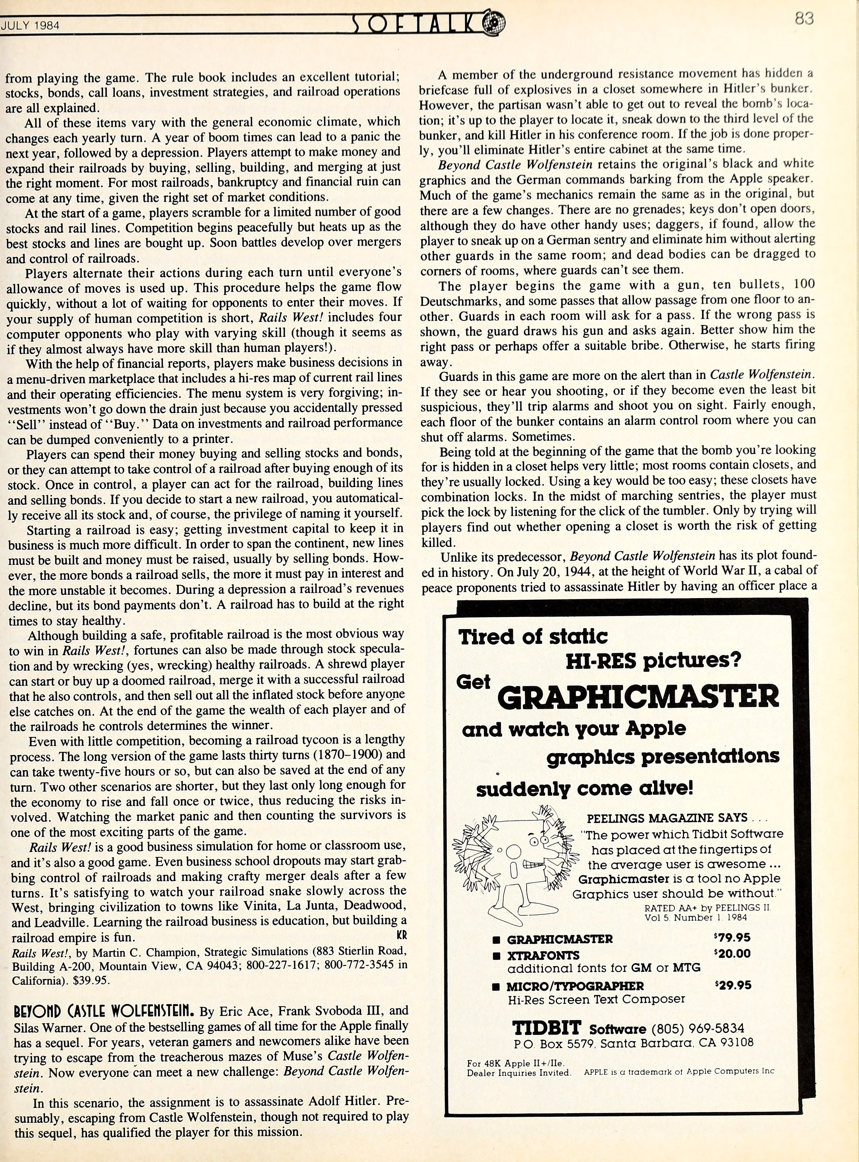 JULY 1984
SOFTALK
83
from playing the game. The rule book includes an excellent tutorial;
stocks, bonds, call loans, investment strategies, and railroad operations
are all explained.
All of these items vary with the general economic climate, which
changes each yearly turn. A year of boom times can lead to a panic the
next year, followed by a depression. Players attempt to make money and
expand their railroads by buying, selling, building, and merging at just
the right moment. For most railroads, bankruptcy and financial ruin can
come at any time, given the right set of market conditions.
At the start of a game, players scramble for a limited number of good
stocks and rail lines. Competition begins peacefully but heats up as the
best stocks and lines are bought up. Soon battles develop over mergers
and control of railroads.
Players alternate their actions during each turn until everyone's
allowance of moves is used up. This procedure helps the game flow
quickly, without a lot of waiting for opponents to enter their moves. If
your supply of human competition is short, Rails West! includes four
computer opponents who play with varying skill (though it seems as
if they almost always have more skill than human players!).
With the help of financial reports, players make business decisions in
a menu-driven marketplace that includes a hi-res map of current rail lines
and their operating efficiencies. The menu system is very forgiving; in-
vestments won't go down the drain just because you accidentally pressed
"Sell" instead of "Buy." Data on investments and railroad performance
can be dumped conveniently to a printer.
Players can spend their money buying and selling stocks and bonds,
or they can attempt to take control of a railroad after buying enough of its
stock. Once in control, a player can act for the railroad, building lines
and selling bonds. If you decide to start a new railroad, you automatical-
ly receive all its stock and, of course, the privilege of naming it yourself.
Starting a railroad is easy; getting investment capital to keep it in
business is much more difficult. In order to span the continent, new lines
must be built and money must be raised, usually by selling bonds. How-
ever, the more bonds a railroad sells, the more it must pay in interest and
the more unstable it becomes. During a depression a railroad's revenues
decline, but its bond payments don't. A railroad has to build at the right
times to stay healthy.
Although building a safe, profitable railroad is the most obvious way
to win in Rails West!, fortunes can also be made through stock specula-
tion and by wrecking (yes, wrecking) healthy railroads. A shrewd player
can start or buy up a doomed railroad, merge it with a successful railroad
that he also controls, and then sell out all the inflated stock before anyone
else catches on. At the end of the game the wealth of each player and of
the railroads he controls determines the winner.
Even with little competition, becoming a railroad tycoon is a lengthy
process. The long version of the game lasts thirty turns (1870–1900) and
can take twenty-five hours or so, but can also be saved at the end of any
turn. Two other scenarios are shorter, but they last only long enough for
the economy to rise and fall once or twice, thus reducing the risks in-
volved. Watching the market panic and then counting the survivors is
one of the most exciting parts of the game.
Rails West! is a good business simulation for home or classroom use,
and it's also a good game. Even business school dropouts may start grab-
bing control of railroads and making crafty merger deals after a few
turns. It's satisfying to watch your railroad snake slowly across the
West, bringing civilization to towns like Vinita, La Junta, Deadwood,
and Leadville. Learning the railroad business is education, but building a
railroad empire is fun. KR
Rails West!, by Martin C. Champion, Strategic Simulations (883 Stierlin Road,
Building A-200, Mountain View, CA 94043; 800-227-1617; 800-772-3545 in
California). $39.95.
BEYOND CASTLE WOLFENSTEIN. By Eric Ace, Frank Svoboda III, and
Silas Warner. One of the bestselling games of all time for the Apple finally
has a sequel. For years, veteran gamers and newcomers alike have been
trying to escape from the treacherous mazes of Muse's Castle Wolfen-
stein. Now everyone can meet a new challenge: Beyond Castle Wolfen-
stein.
In this scenario, the assignment is to assassinate Adolf Hitler. Pre-
sumably, escaping from Castle Wolfenstein, though not required to play
this sequel, has qualified the player for this mission.
A member of the underground resistance movement has hidden a
briefcase full of explosives in a closet somewhere in Hitler's bunker.
However, the partisan wasn't able to get out to reveal the bomb's loca-
tion; it's up to the player to locate it, sneak down to the third level of the
bunker, and kill Hitler in his conference room. If the job is done proper-
ly, you'll eliminate Hitler's entire cabinet at the same time.
Beyond Castle Wolfenstein retains the original's black and white
graphics and the German commands barking from the Apple speaker.
Much of the game's mechanics remain the same as in the original, but
there are a few changes. There are no grenades; keys don't open doors,
although they do have other handy uses; daggers, if found, allow the
player to sneak up on a German sentry and eliminate him without alerting
other guards in the same room; and dead bodies can be dragged to
corners of rooms, where guards can't see them.
The player begins the game with a gun, ten bullets, 100
Deutschmarks, and some passes that allow passage from one floor to an-
other. Guards in each room will ask for a pass. If the wrong pass is
shown, the guard draws his gun and asks again. Better show him the
right pass or perhaps offer a suitable bribe. Otherwise, he starts firing
away.
Guards in this game are more on the alert than in Castle Wolfenstein.
If they see or hear you shooting, or if they become even the least bit
suspicious, they'll trip alarms and shoot you on sight. Fairly enough,
each floor of the bunker contains an alarm control room where you can
shut off alarms. Sometimes.
Being told at the beginning of the game that the bomb you're looking
for is hidden in a closet helps very little; most rooms contain closets, and
they're usually locked. Using a key would be too easy; these closets have
combination locks. In the midst of marching sentries, the player must
pick the lock by listening for the click of the tumbler. Only by trying will
players find out whether opening a closet is worth the risk of getting
killed.
Unlike its predecessor, Beyond Castle Wolfenstein has its plot found-
ed in history. On July 20, 1944, at the height of World War II, a cabal of
peace proponents tried to assassinate Hitler by having an officer place a
Tired of static
HI-RES pictures?
Get GRAPHICMASTER
and watch your Apple
graphics presentations
suddenly come alive!
PEELINGS MAGAZINE SAYS . . .
"The power which Tidbit Software
has placed at the fingertips of
the average user is awesome ...
Graphicmaster is a tool no Apple
Graphics user should be without."
RATED AA+ by PEELINGS II
Vol 5 Number 1. 1984
■ GRAPHICMASTER $79.95
■ XTRAFONTS $20.00
additional fonts for GM or MTG
■ MICRO/TYPOGRAPHER $29.95
Hi-Res Screen Text Composer
TIDBIT Software (805) 969-5834
P.O. Box 5579, Santa Barbara, CA 93108
For 48K Apple II+/IIe.
Dealer Inquiries Invited. APPLE is a trademark of Apple Computers Inc